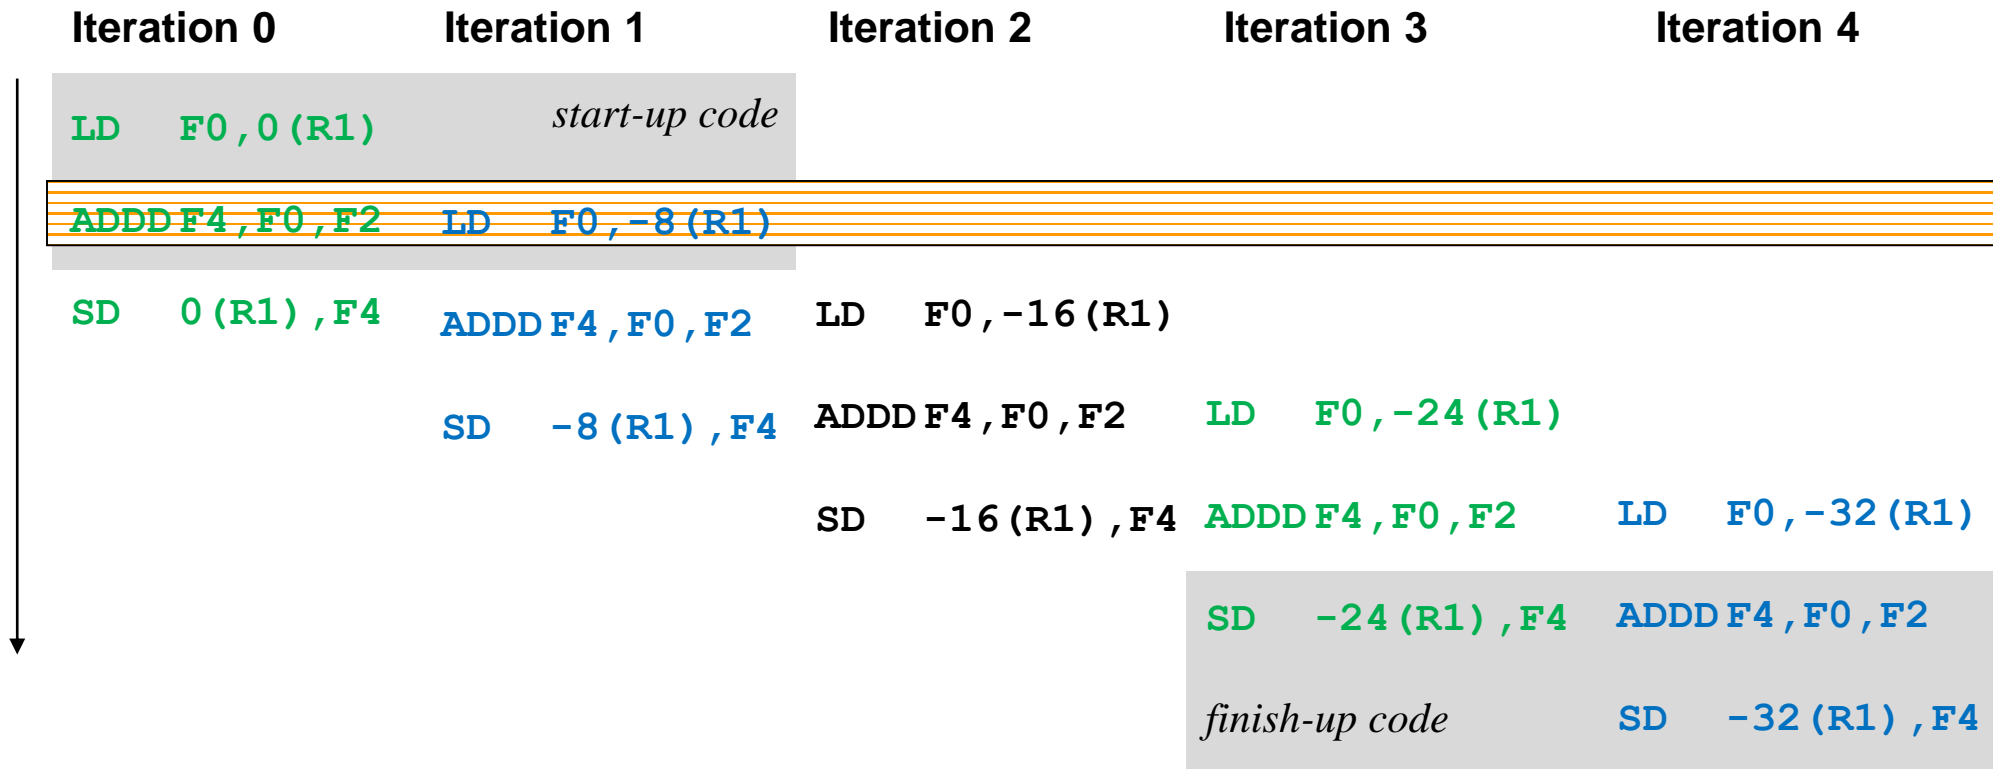 Iteration 0 Iteration 1 Iteration 2 Iteration 3 Iteration 4
LD F0,0(R1) start-up code
ADDD F4,F0,F2 LD F0,-8(R1)
SD 0(R1),F4 ADDD F4,F0,F2 LD F0,-16(R1)
SD -8(R1),F4 ADDD F4,F0,F2 LD F0,-24(R1)
SD -16(R1),F4 ADDD F4,F0,F2 LD F0,-32(R1)
SD -24(R1),F4 ADDD F4,F0,F2
finish-up code SD -32(R1),F4